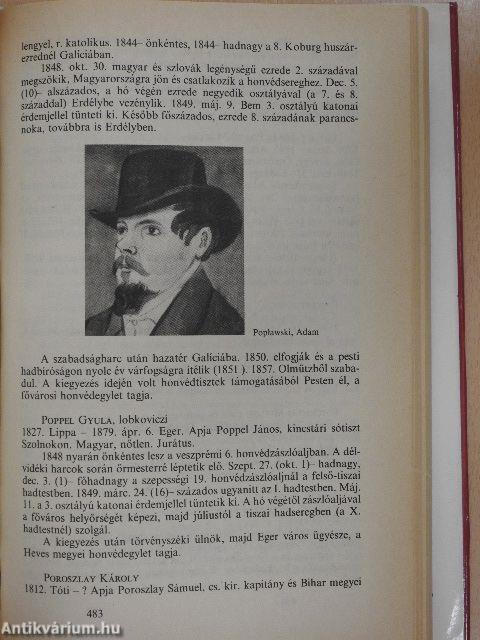 lengyel, r. katolikus. 1844– önkéntes, 1844– hadnagy a 8. Koburg huszár-
ezrednél Galíciában.
1848. okt. 30. magyar és szlovák legénységű ezrede 2. századával
megszökik, Magyarországra jön és csatlakozik a honvédsereghez. Dec. 5.
(10)– alszázados, a hó végén ezrede negyedik osztályával (a 7. és 8.
századdal) Erdélybe vezénylik. 1849. máj. 9. Bem 3. osztályú katonai
érdemjellel tünteti ki. Később főszázados, ezrede 8. századának parancs-
noka, továbbra is Erdélyben.
Popławski, Adam
A szabadságharc után hazatér Galíciába. 1850. elfogják és a pesti
hadbíróságon nyolc év várfogságra ítélik (1851 ). 1857. Olmützből szaba-
dul. A kiegyezés idején volt honvédtisztek támogatásából Pesten él, a
fővárosi honvédegylet tagja.
POPPEL GYULA, lobkoviczi
1827. Lippa – 1879. ápr. 6. Eger. Apja Poppel János, kincstári sótiszt
Szolnokon, Magyar, nőtlen. Jurátus.
1848 nyarán önkéntes lesz a veszprémi 6. honvédzászlóaljban. A dél-
vidéki harcok során őrmesterré léptetik elő. Szept. 27. (okt. 1)– hadnagy,
dec. 3. (1)– főhadnagy a szepességi 19. honvédzászlóaljnál a felső-tiszai
hadtestben. 1849. márc. 24. (16)– százados ugyanitt az I. hadtestben. Máj.
11. a 3. osztályú katonai érdemjellel tüntetik ki. A hó végétől zászlóaljával
a főváros helyőrségét képezi, majd júliustól a tiszai hadseregben (a X.
hadtestnél) szolgál.
A kiegyezés után törvényszéki ülnök, majd Eger város ügyésze, a
Heves megyei honvédegylet tagja.
POROSZLAY KÁROLY
1812. Tóti – ? Apja Poroszlay Sámuel, cs. kir. kapitány és Bihar megyei
483
Antikvárium.hu